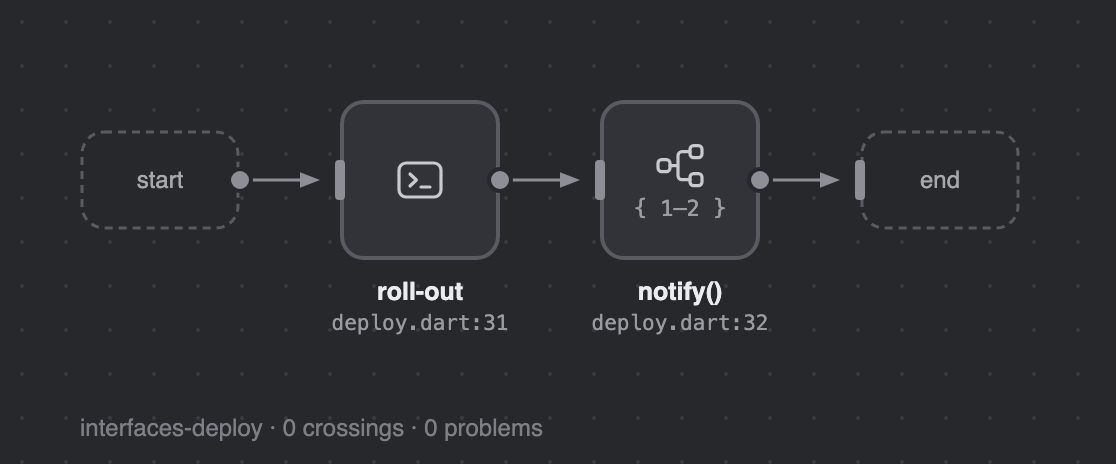 start
{ 1–2 }
end
roll-out
notify()
deploy.dart:31
deploy.dart:32
interfaces-deploy · 0 crossings · 0 problems